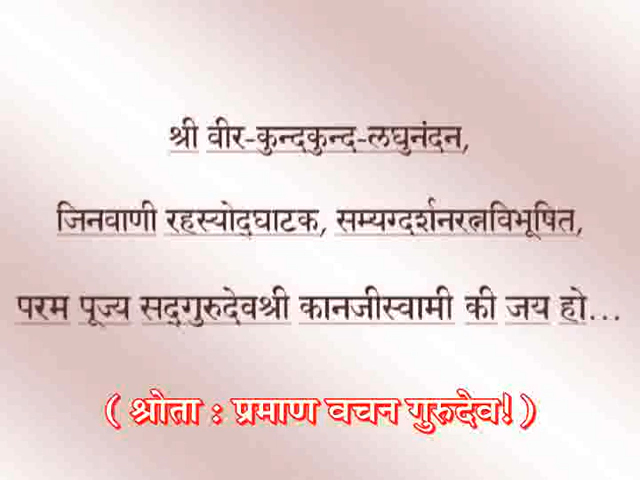 श्री वीर-कुन्दकुन्द-लघुनंदन,
जिनवाणी रहस्योद्घाटक, सम्यग्दर्शनरत्नविभूषित,
परम पूज्य सद्गुरुदेवश्री कानजीस्वामी की जय हो...
( श्रोता : प्रमाण वचन गुरुदेव! )